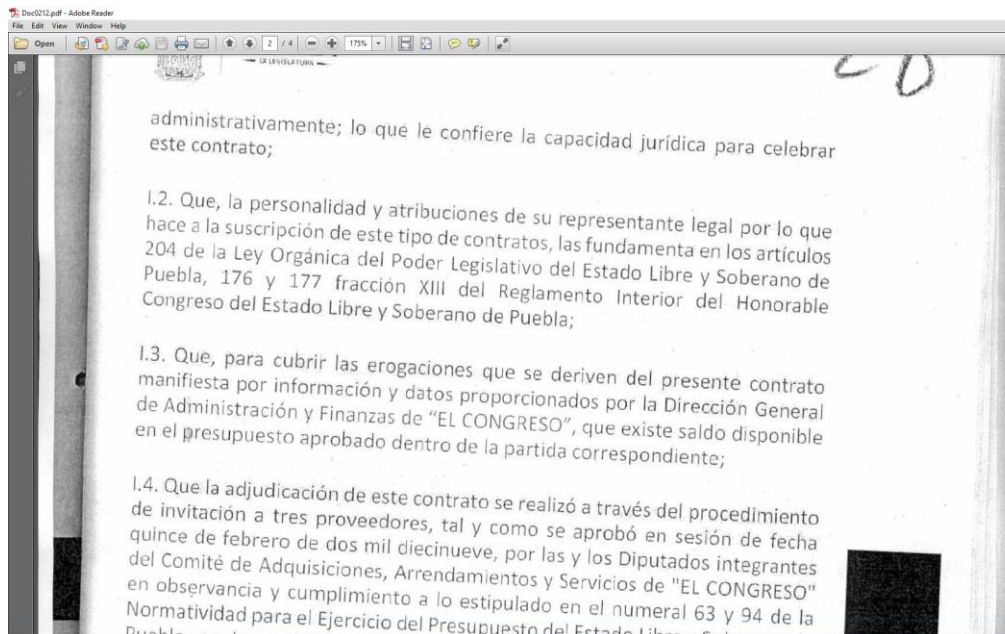 Doc0212.pdf - Adobe Reader
File Edit View Window Help
Open 2 / 4 175%
LX LEGISLATURA
administrativamente; lo que le confiere la capacidad jurídica para celebrar
este contrato;
I.2. Que, la personalidad y atribuciones de su representante legal por lo que
hace a la suscripción de este tipo de contratos, las fundamenta en los artículos
204 de la Ley Orgánica del Poder Legislativo del Estado Libre y Soberano de
Puebla, 176 y 177 fracción XIII del Reglamento Interior del Honorable
Congreso del Estado Libre y Soberano de Puebla;
I.3. Que, para cubrir las erogaciones que se deriven del presente contrato
manifiesta por información y datos proporcionados por la Dirección General
de Administración y Finanzas de “EL CONGRESO”, que existe saldo disponible
en el presupuesto aprobado dentro de la partida correspondiente;
I.4. Que la adjudicación de este contrato se realizó a través del procedimiento
de invitación a tres proveedores, tal y como se aprobó en sesión de fecha
quince de febrero de dos mil diecinueve, por las y los Diputados integrantes
del Comité de Adquisiciones, Arrendamientos y Servicios de "EL CONGRESO"
en observancia y cumplimiento a lo estipulado en el numeral 63 y 94 de la
Normatividad para el Ejercicio del Presupuesto del Estado Libre y